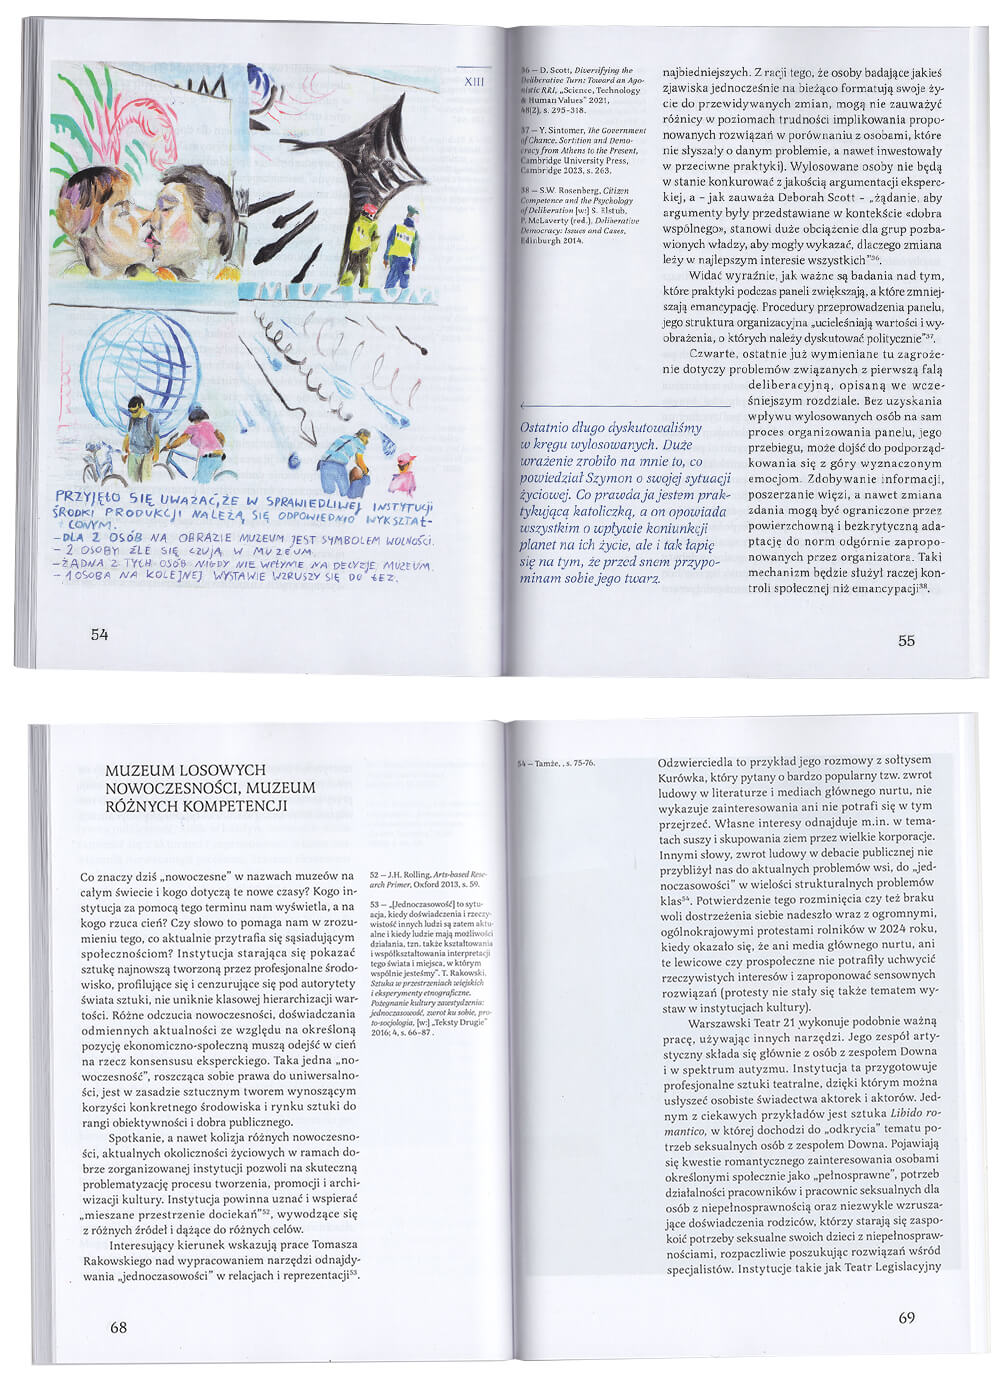 XIII
PRZYJĘŁO SIĘ UWAŻAĆ, ŻE W SPRAWIEDLIWEJ INSTYTUCJI
ŚRODKI PRODUKCJI NALEŻĄ SIĘ ODPOWIEDNIO WYKSZTAŁ-
CONYM.
-DLA 2 OSÓB NA OBRAZIE MUZEUM JEST SYMBOLEM WOLNOŚCI.
- 2 OSOBY ŹLE SIĘ CZUJĄ W MUZEUM.
-ŻADNA Z TYCH OSÓB NIGDY NIE WPŁYNIE NA DECYZJE MUZEUM.
- 1 OSOBA NA KOLEJNEJ WYSTAWIE WZRUSZY SIĘ DO ŁEZ.
54
36 – D. Scott, Diversifying the
Deliberative Turn: Toward an Ago-
nistic RRI, „Science, Technology
& Human Values” 2021,
48(2), s. 295–318.
37 – Y. Sintomer, The Government
of Chance. Sortition and Demo-
cracy from Athens to the Present,
Cambridge University Press,
Cambridge 2023, s. 263.
38 – S.W. Rosenberg, Citizen
Competence and the Psychology
of Deliberation [w:] S. Elstub,
P. McLaverty (red.), Deliberative
Democracy: Issues and Cases,
Edinburgh 2014.
najbiedniejszych. Z racji tego, że osoby badające jakieś
zjawiska jednocześnie na bieżąco formatują swoje ży-
cie do przewidywanych zmian, mogą nie zauważyć
różnicy w poziomach trudności implikowania propo-
nowanych rozwiązań w porównaniu z osobami, które
nie słyszały o danym problemie, a nawet inwestowały
w przeciwne praktyki). Wylosowane osoby nie będą
w stanie konkurować z jakością argumentacji eksperc-
kiej, a – jak zauważa Deborah Scott – „żądanie, aby
argumenty były przedstawiane w kontekście «dobra
wspólnego», stanowi duże obciążenie dla grup pozba-
wionych władzy, aby mogły wykazać, dlaczego zmiana
leży w najlepszym interesie wszystkich”³⁶.
Widać wyraźnie, jak ważne są badania nad tym,
które praktyki podczas paneli zwiększają, a które zmniej-
szają emancypację. Procedury przeprowadzenia panelu,
jego struktura organizacyjna „ucieleśniają wartości i wy-
obrażenia, o których należy dyskutować politycznie”³⁷.
Czwarte, ostatnie już wymieniane tu zagroże-
nie dotyczy problemów związanych z pierwszą falą
deliberacyjną, opisaną we wcze-
śniejszym rozdziale. Bez uzyskania
wpływu wylosowanych osób na sam
proces organizowania panelu, jego
przebiegu, może dojść do podporząd-
kowania się z góry wyznaczonym
emocjom. Zdobywanie informacji,
poszerzanie więzi, a nawet zmiana
zdania mogą być ograniczone przez
powierzchowną i bezkrytyczną ada-
ptację do norm odgórnie zapropo-
nowanych przez organizatora. Taki
mechanizm będzie służył raczej kon-
troli społecznej niż emancypacji³⁸.
Ostatnio długo dyskutowaliśmy
w kręgu wylosowanych. Duże
wrażenie zrobiło na mnie to, co
powiedział Szymon o swojej sytuacji
życiowej. Co prawda ja jestem prak-
tykującą katoliczką, a on opowiada
wszystkim o wpływie koniunkcji
planet na ich życie, ale i tak łapię
się na tym, że przed snem przypo-
minam sobie jego twarz.
55
MUZEUM LOSOWYCH
NOWOCZESNOŚCI, MUZEUM
RÓŻNYCH KOMPETENCJI
Co znaczy dziś „nowoczesne” w nazwach muzeów na
całym świecie i kogo dotyczą te nowe czasy? Kogo in-
stytucja za pomocą tego terminu nam wyświetla, a na
kogo rzuca cień? Czy słowo to pomaga nam w zrozu-
mieniu tego, co aktualnie przytrafia się sąsiadującym
społecznościom? Instytucja starająca się pokazać
sztukę najnowszą tworzoną przez profesjonalne środo-
wisko, profilujące się i cenzurujące się pod autorytety
świata sztuki, nie uniknie klasowej hierarchizacji war-
tości. Różne odczucia nowoczesności, doświadczania
odmiennych aktualności ze względu na określoną
pozycję ekonomiczno-społeczną muszą odejść w cień
na rzecz konsensusu eksperckiego. Taka jedna „no-
woczesność”, roszcząca sobie prawa do uniwersalno-
ści, jest w zasadzie sztucznym tworem wynoszącym
korzyści konkretnego środowiska i rynku sztuki do
rangi obiektywności i dobra publicznego.
Spotkanie, a nawet kolizja różnych nowoczesno-
ści, aktualnych okoliczności życiowych w ramach do-
brze zorganizowanej instytucji pozwoli na skuteczną
problematyzację procesu tworzenia, promocji i archi-
wizacji kultury. Instytucja powinna uznać i wspierać
„mieszane przestrzenie dociekań”⁵², wywodzące się
z różnych źródeł i dążące do różnych celów.
Interesujący kierunek wskazują prace Tomasza
Rakowskiego nad wypracowaniem narzędzi odnajdy-
wania „jednoczasowości” w relacjach i reprezentacji⁵³.
52 – J.H. Rolling, Arts-based Rese-
arch Primer, Oxford 2013, s. 59.
53 – „[Jednoczasowość] to sytu-
acja, kiedy doświadczenia i rzeczy-
wistość innych ludzi są zatem aktu-
alne i kiedy ludzie mają możliwość
działania, tzn. także kształtowania
i współkształtowania interpretacji
tego świata i miejsca, w którym
wspólnie jesteśmy”. T. Rakowski,
Sztuka w przestrzeniach wiejskich
i eksperymenty etnograficzne.
Pożegnanie kultury zawstydzenia:
jednoczasowość, zwrot ku sobie, pro-
to-socjologia, [w:] „Teksty Drugie”
2016; 4, s. 66–87.
68
54 – Tamże, , s. 75-76.
Odzwierciedla to przykład jego rozmowy z sołtysem
Kurówka, który pytany o bardzo popularny tzw. zwrot
ludowy w literaturze i mediach głównego nurtu, nie
wykazuje zainteresowania ani nie potrafi się w tym
przejrzeć. Własne interesy odnajduje m.in. w tema-
tach suszy i skupowania ziem przez wielkie korporacje.
Innymi słowy, zwrot ludowy w debacie publicznej nie
przybliżył nas do aktualnych problemów wsi, do „jed-
noczasowości” w wielości strukturalnych problemów
klas⁵⁴. Potwierdzenie tego rozminięcia czy też braku
woli dostrzeżenia siebie nadeszło wraz z ogromnymi,
ogólnokrajowymi protestami rolników w 2024 roku,
kiedy okazało się, że ani media głównego nurtu, ani
te lewicowe czy prospołeczne nie potrafiły uchwycić
rzeczywistych interesów i zaproponować sensownych
rozwiązań (protesty nie stały się także tematem wy-
staw w instytucjach kultury).
Warszawski Teatr 21 wykonuje podobnie ważną
pracę, używając innych narzędzi. Jego zespół arty-
styczny składa się głównie z osób z zespołem Downa
i w spektrum autyzmu. Instytucja ta przygotowuje
profesjonalne sztuki teatralne, dzięki którym można
usłyszeć osobiste świadectwa aktorek i aktorów. Jed-
nym z ciekawych przykładów jest sztuka Libido ro-
mantico, w której dochodzi do „odkrycia” tematu po-
trzeb seksualnych osób z zespołem Downa. Pojawiają
się kwestie romantycznego zainteresowania osobami
określonymi społecznie jako „pełnosprawne”, potrzeb
działalności pracowników i pracownic seksualnych dla
osób z niepełnosprawnością oraz niezwykle wzrusza-
jące doświadczenia rodziców, którzy starają się zaspo-
koić potrzeby seksualne swoich dzieci z niepełnospraw-
nościami, rozpaczliwie poszukując rozwiązań wśród
specjalistów. Instytucje takie jak Teatr Legislacyjny
69